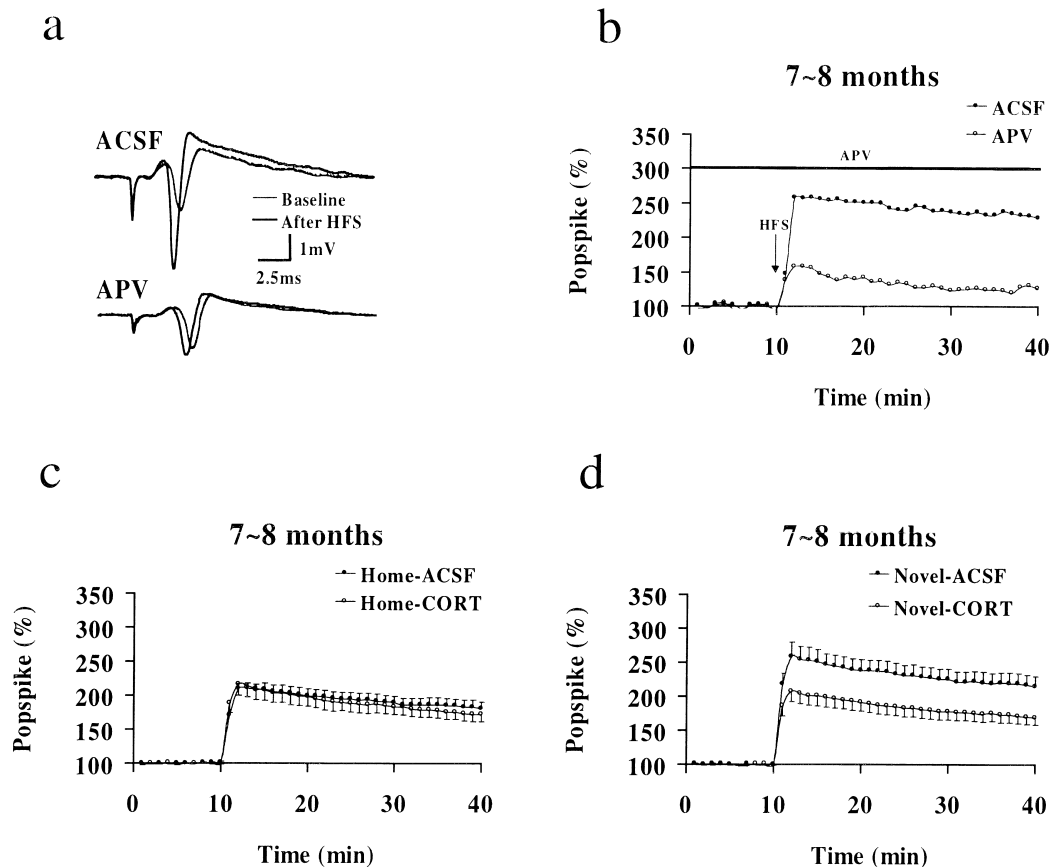 a
ACSF
Baseline
After HFS
1mV
2.5ms
APV
b
7~8 months
ACSF
APV
350
300
250
200
150
100
APV
HFS
Popspike (%)
0
10
20
30
40
Time (min)
c
7~8 months
Home-ACSF
Home-CORT
350
300
250
200
150
100
Popspike (%)
0
10
20
30
40
Time (min)
d
7~8 months
Novel-ACSF
Novel-CORT
350
300
250
200
150
100
Popspike (%)
0
10
20
30
40
Time (min)